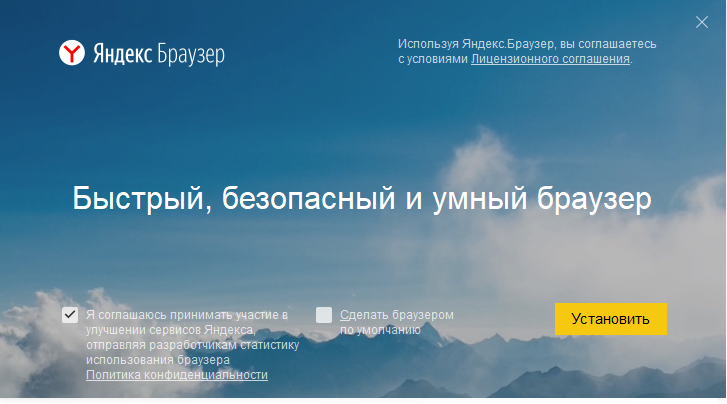 Яндекс Браузер
Используя Яндекс.Браузер, вы соглашаетесь
с условиями Лицензионного соглашения.
Быстрый, безопасный и умный браузер
Я соглашаюсь принимать участие в
улучшении сервисов Яндекса,
отправляя разработчикам статистику
использования браузера
Политика конфиденциальности
Сделать браузером
по умолчанию
Установить